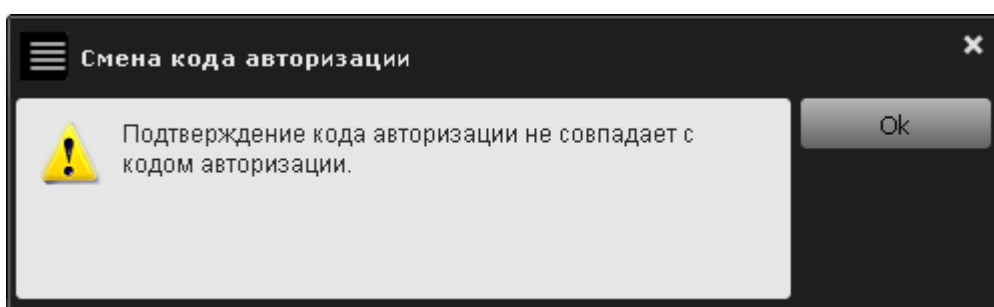 Смена кода авторизации
Подтверждение кода авторизации не совпадает с
кодом авторизации.
Ok